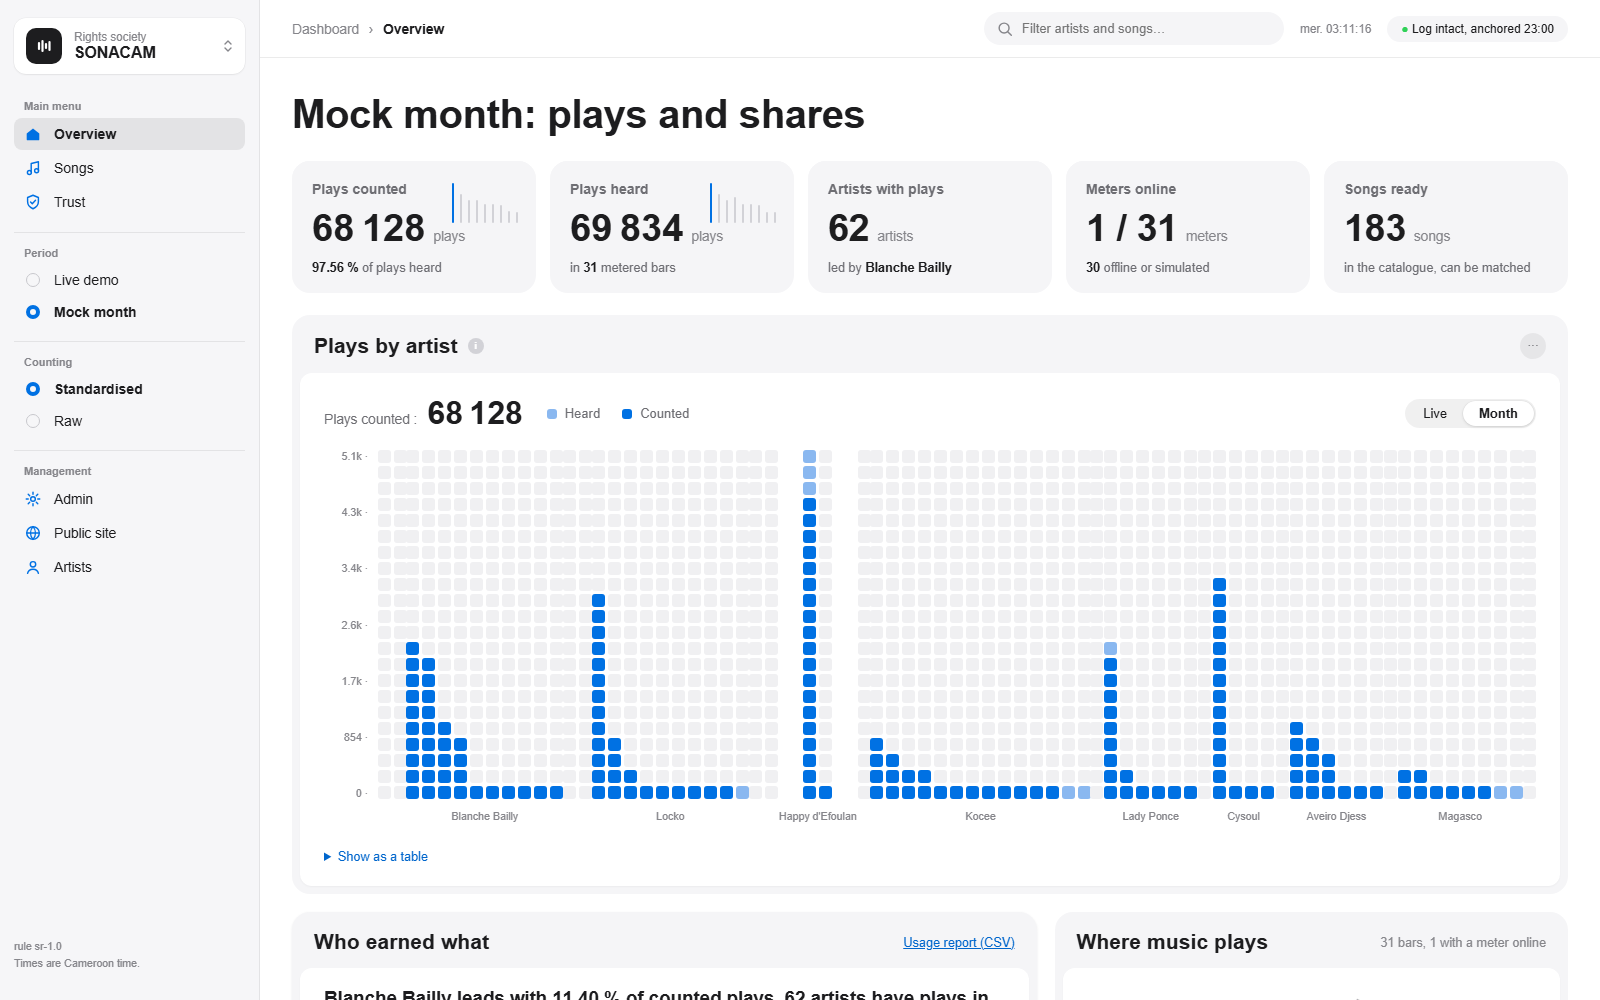 Rights society
SONACAM
Main menu
Overview
Songs
Trust
Period
Live demo
Mock month
Counting
Standardised
Raw
Management
Admin
Public site
Artists
rule sr-1.0
Times are Cameroon time.
Dashboard › Overview
Filter artists and songs...
mer. 03:11:16
Log intact, anchored 23:00
Mock month: plays and shares
Plays counted
68 128 plays
97.56 % of plays heard
Plays heard
69 834 plays
in 31 metered bars
Artists with plays
62 artists
led by Blanche Bailly
Meters online
1 / 31 meters
30 offline or simulated
Songs ready
183 songs
in the catalogue, can be matched
Plays by artist
Plays counted : 68 128
Heard
Counted
Live
Month
5.1k
4.3k
3.4k
2.6k
1.7k
854
0
Blanche Bailly
Locko
Happy d'Efoulan
Kocee
Lady Ponce
Cysoul
Aveiro Djess
Magasco
Show as a table
Who earned what
Usage report (CSV)
Blanche Bailly leads with 11.40 % of counted plays. 62 artists have plays in
Where music plays
31 bars, 1 with a meter online